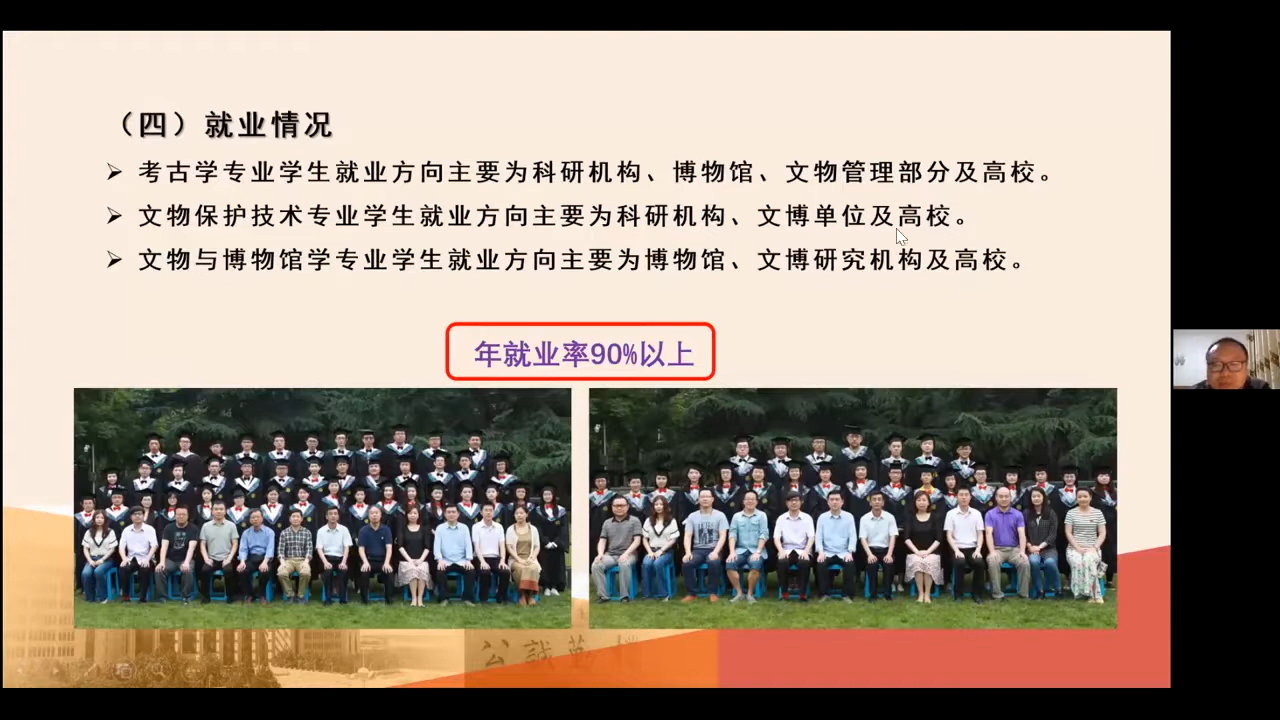 （四）就业情况
考古学专业学生就业方向主要为科研机构、博物馆、文物管理部分及高校。
文物保护技术专业学生就业方向主要为科研机构、文博单位及高校。
文物与博物馆学专业学生就业方向主要为博物馆、文博研究机构及高校。
年就业率90%以上